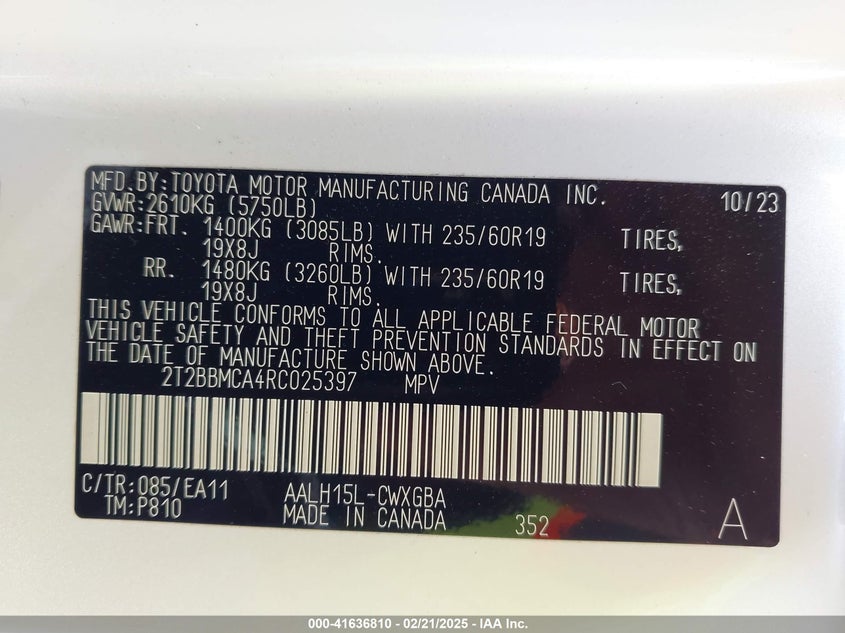 MFD.BY:TOYOTA MOTOR MANUFACTURING CANADA INC. 10/23
GVWR:2610KG (5750LB)
GAWR:FRT. 1400KG (3085LB) WITH 235/60R19 TIRES,
19X8J RIMS.
RR. 1480KG (3260LB) WITH 235/60R19 TIRES,
19X8J RIMS.
THIS VEHICLE CONFORMS TO ALL APPLICABLE FEDERAL MOTOR
VEHICLE SAFETY AND THEFT PREVENTION STANDARDS IN EFFECT ON
THE DATE OF MANUFACTURE SHOWN ABOVE.
2T2BBMCA4RC025397 MPV
C/TR:085/EA11 AALH15L-CWXGBA
TM:P810 MADE IN CANADA 352 A
000-41636810 – 02/21/2025 – IAA Inc.